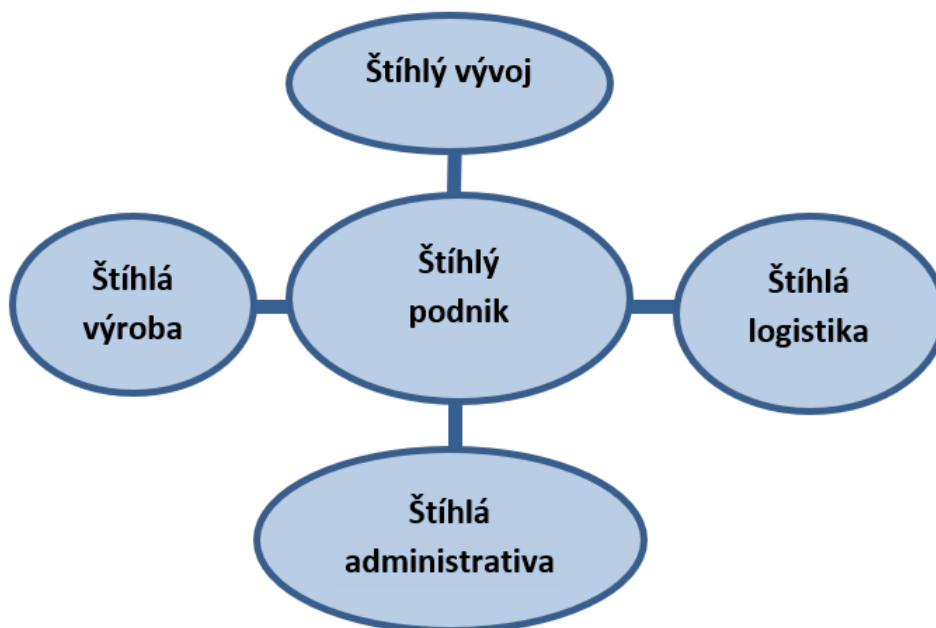 Štíhlý vývoj
Štíhlá
výroba
Štíhlý
podnik
Štíhlá
logistika
Štíhlá
administrativa